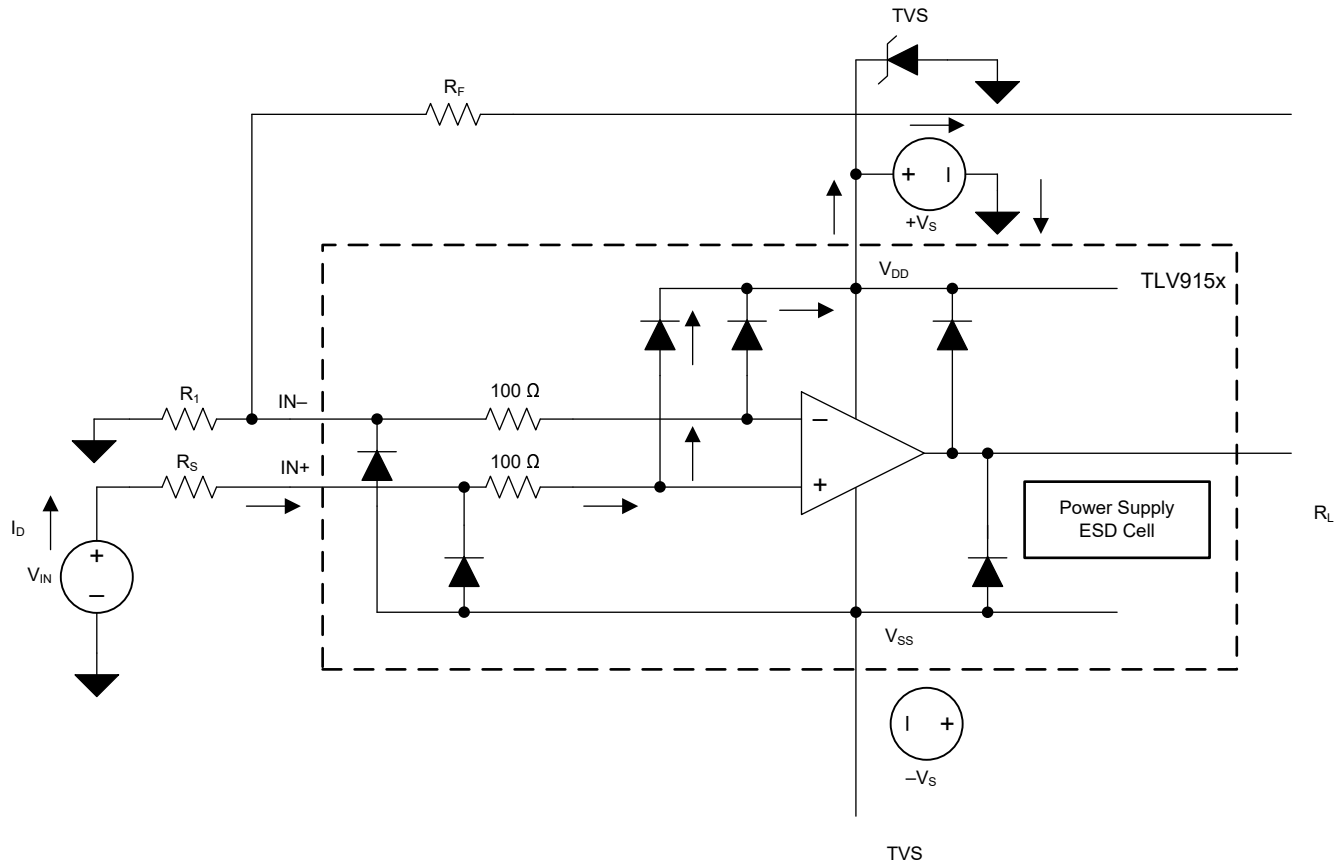 TVS
R_F
+ –
+V_S
V_DD
TLV915x
R_1
IN–
100 Ω
–
R_S
IN+
100 Ω
+
I_D
+
V_IN
–
Power Supply
ESD Cell
R_L
V_SS
– +
–V_S
TVS